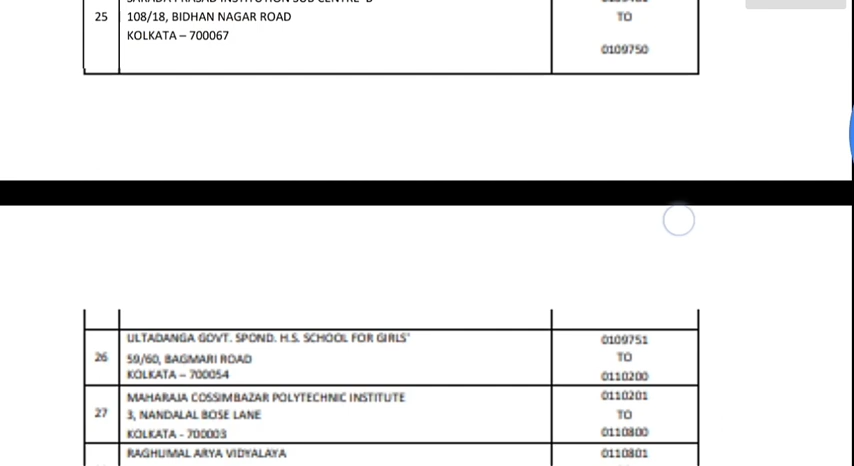 25
108/18, BIDHAN NAGAR ROAD
TO
KOLKATA – 700067
0109750
ULTADANGA GOVT. SPOND. H.S. SCHOOL FOR GIRLS'
0109751
26
59/60, BAGMARI ROAD
TO
KOLKATA – 700054
0110200
MAHARAJA COSSIMBAZAR POLYTECHNIC INSTITUTE
0110201
27
3, NANDALAL BOSE LANE
TO
KOLKATA - 700003
0110800
RAGHUMAL ARYA VIDYALAYA
0110801